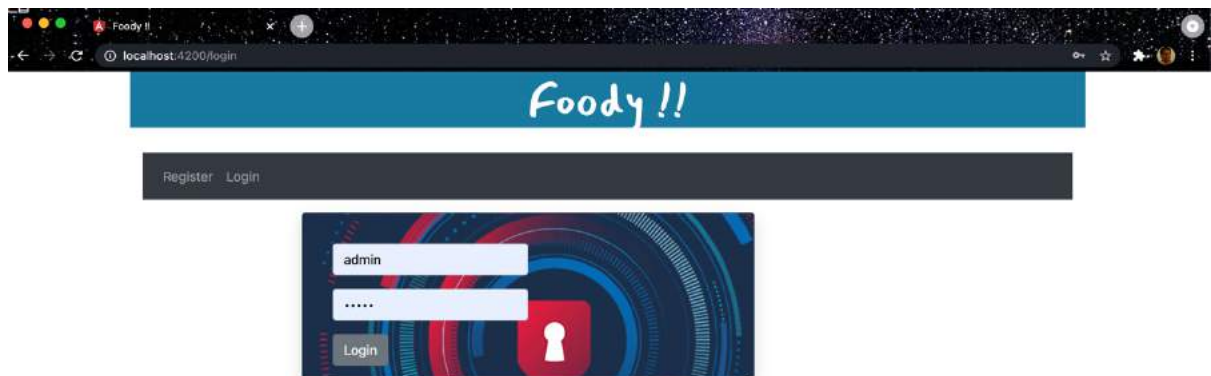 Foody !!
localhost:4200/login
Foody !!
Register Login
admin
•••••
Login